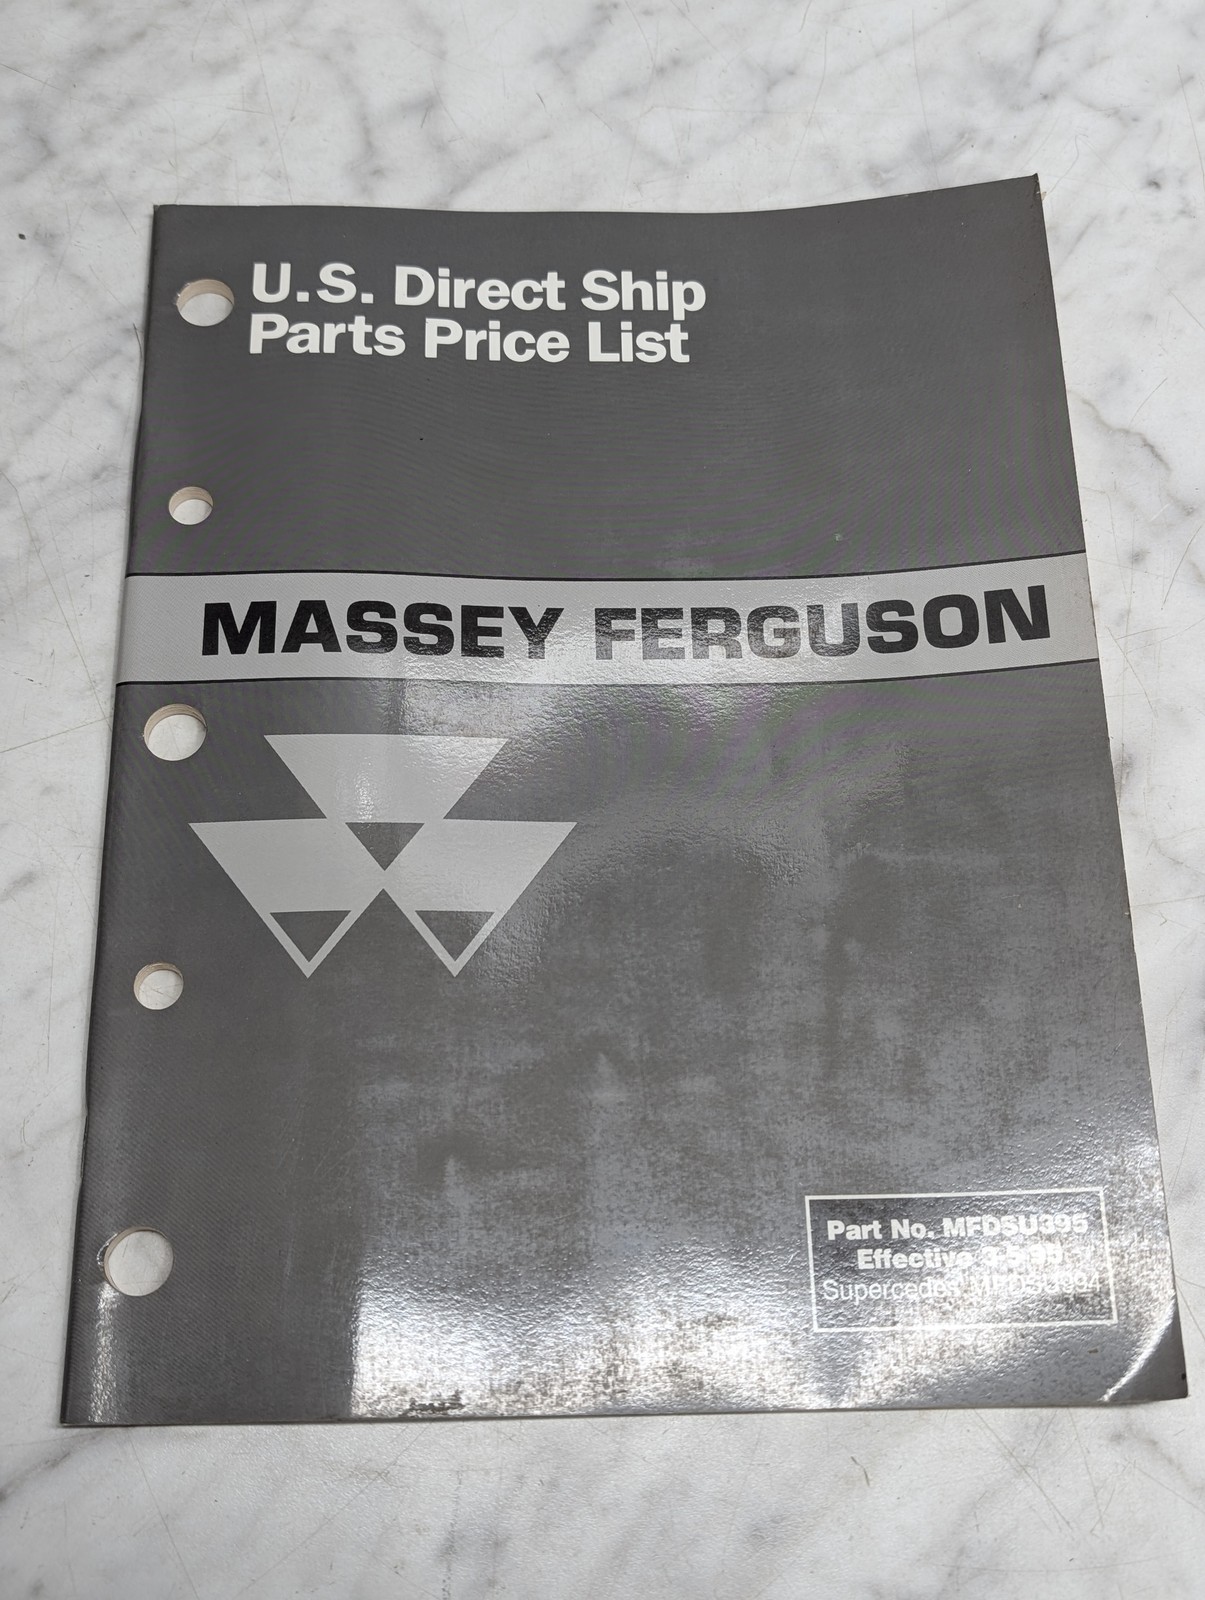 U.S. Direct Ship
Parts Price List
MASSEY FERGUSON
Part No. MFDSU395
Effective
Supercedes